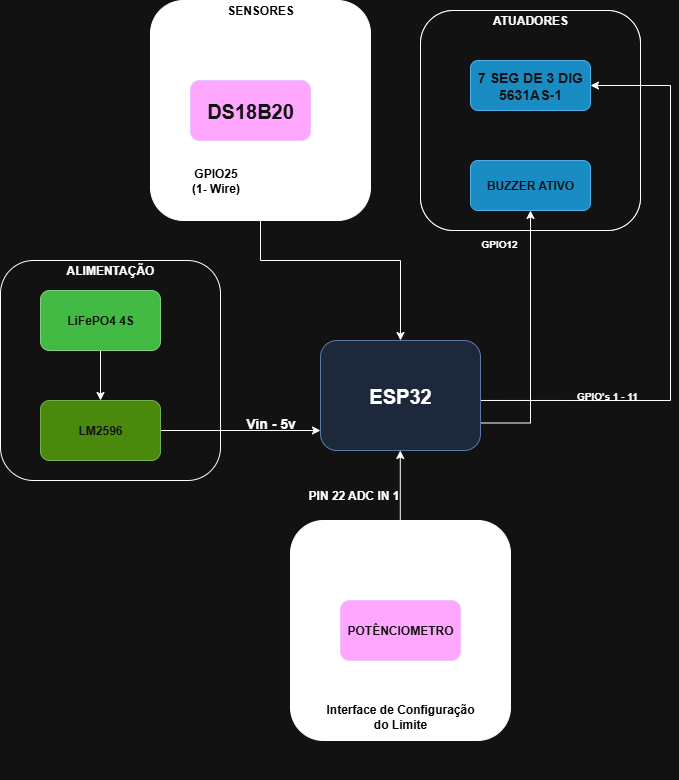 SENSORES
DS18B20
GPIO25
(1- Wire)
ATUADORES
7 SEG DE 3 DIG
5631AS-1
BUZZER ATIVO
GPIO12
ALIMENTAÇÃO
LiFePO4 4S
LM2596
Vin - 5v
ESP32
GPIO's 1 - 11
PIN 22 ADC IN 1
POTÊNCIOMETRO
Interface de Configuração
do Limite